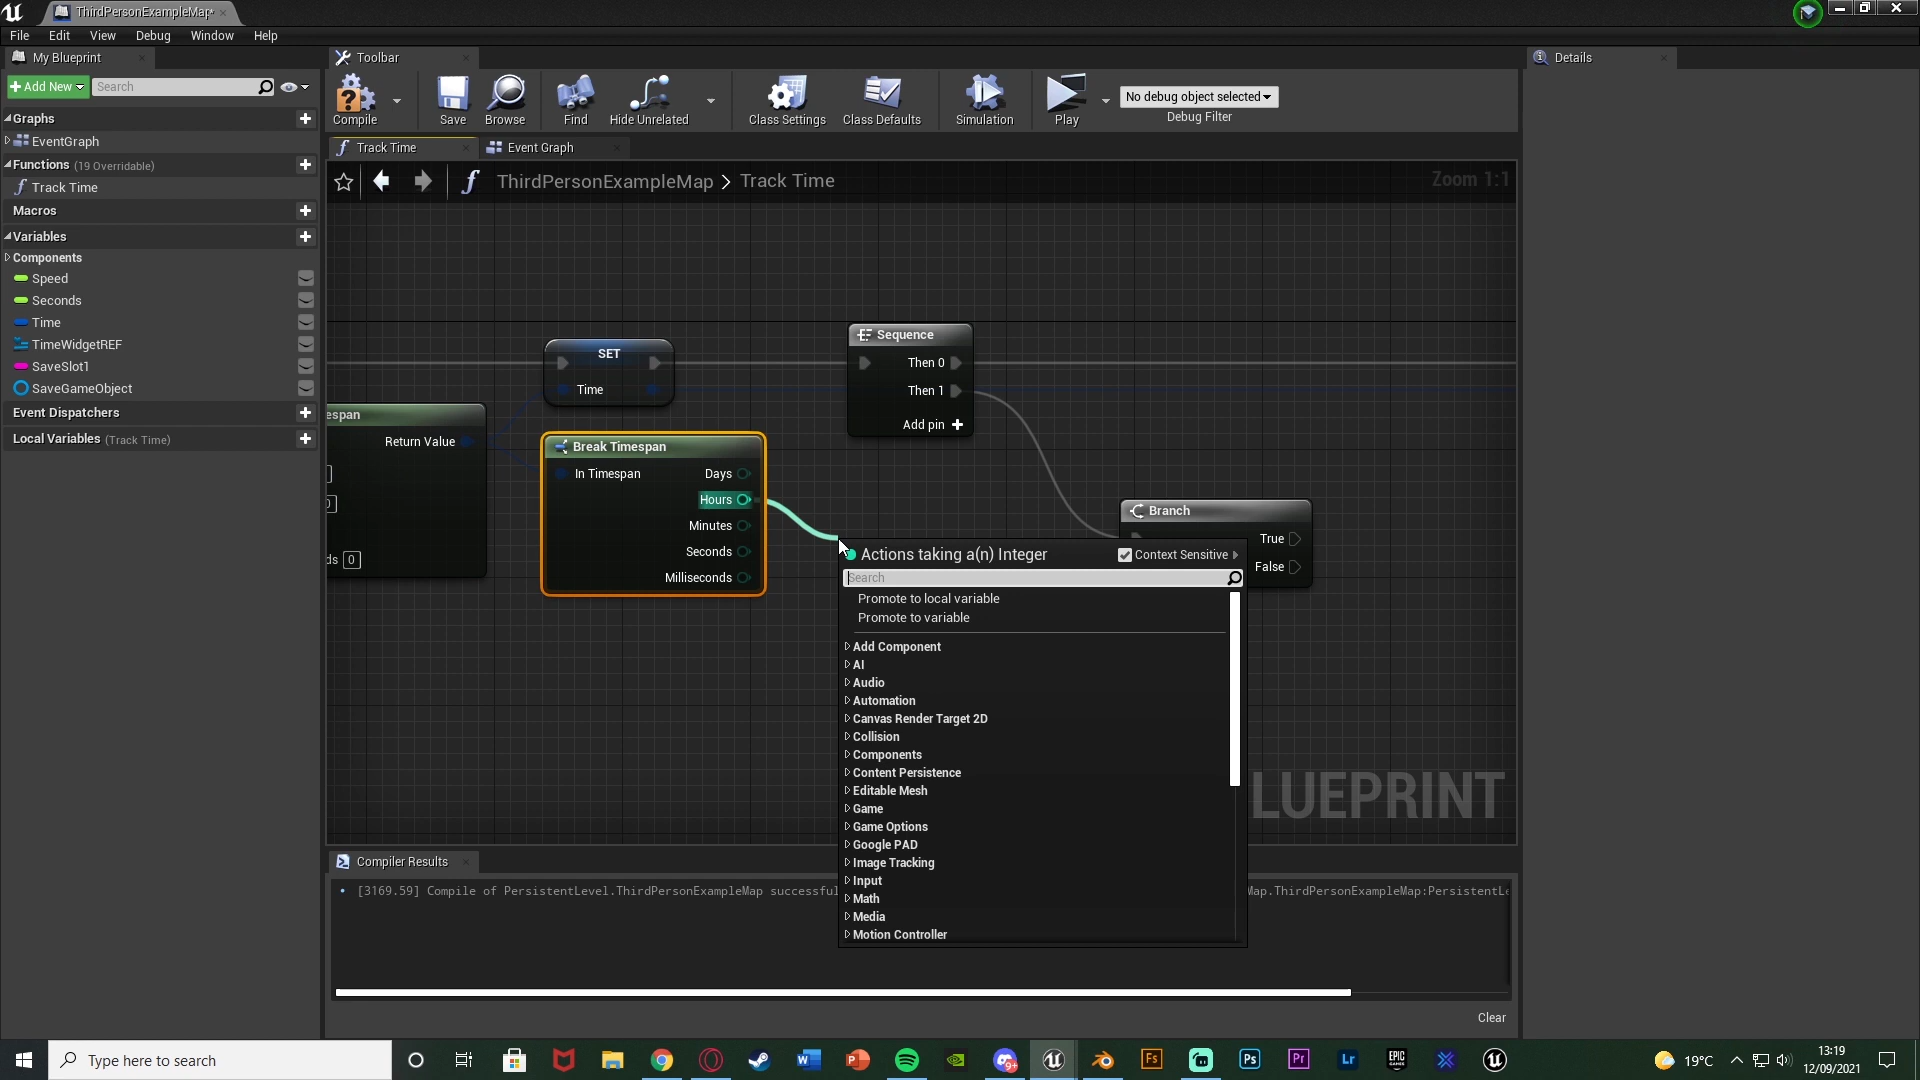 ThirdPersonExampleMap*
File Edit View Debug Window Help
My Blueprint
Toolbar
Details
Add New
Search
Compile
Save
Browse
Find
Hide Unrelated
Class Settings
Class Defaults
Simulation
Play
No debug object selected
Debug Filter
Graphs
EventGraph
Functions (19 Overridable)
Track Time
Macros
Variables
Components
Speed
Seconds
Time
TimeWidgetREF
SaveSlot1
SaveGameObject
Event Dispatchers
Local Variables (Track Time)
Track Time
Event Graph
ThirdPersonExampleMap > Track Time
Zoom 1:1
espan
Return Value
ds 0
SET
Time
Break Timespan
In Timespan
Days
Hours
Minutes
Seconds
Milliseconds
Sequence
Then 0
Then 1
Add pin
Branch
True
False
Actions taking a(n) Integer
Context Sensitive
Search
Promote to local variable
Promote to variable
Add Component
AI
Audio
Automation
Canvas Render Target 2D
Collision
Components
Content Persistence
Editable Mesh
Game
Game Options
Google PAD
Image Tracking
Input
Math
Media
Motion Controller
LUEPRINT
Compiler Results
[3169.59] Compile of PersistentLevel.ThirdPersonExampleMap successful
Map.ThirdPersonExampleMap:PersistentLe
Clear
Type here to search
19°C
13:19
12/09/2021